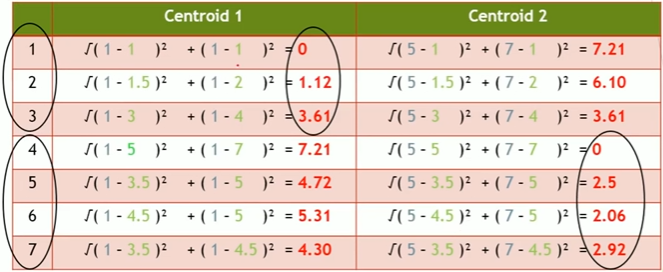 Centroid 1 Centroid 2
1 √( 1 - 1 )² + ( 1 - 1 )² = 0 √( 5 - 1 )² + ( 7 - 1 )² = 7.21
2 √( 1 - 1.5 )² + ( 1 - 2 )² = 1.12 √( 5 - 1.5 )² + ( 7 - 2 )² = 6.10
3 √( 1 - 3 )² + ( 1 - 4 )² = 3.61 √( 5 - 3 )² + ( 7 - 4 )² = 3.61
4 √( 1 - 5 )² + ( 1 - 7 )² = 7.21 √( 5 - 5 )² + ( 7 - 7 )² = 0
5 √( 1 - 3.5 )² + ( 1 - 5 )² = 4.72 √( 5 - 3.5 )² + ( 7 - 5 )² = 2.5
6 √( 1 - 4.5 )² + ( 1 - 5 )² = 5.31 √( 5 - 4.5 )² + ( 7 - 5 )² = 2.06
7 √( 1 - 3.5 )² + ( 1 - 4.5 )² = 4.30 √( 5 - 3.5 )² + ( 7 - 4.5 )² = 2.92